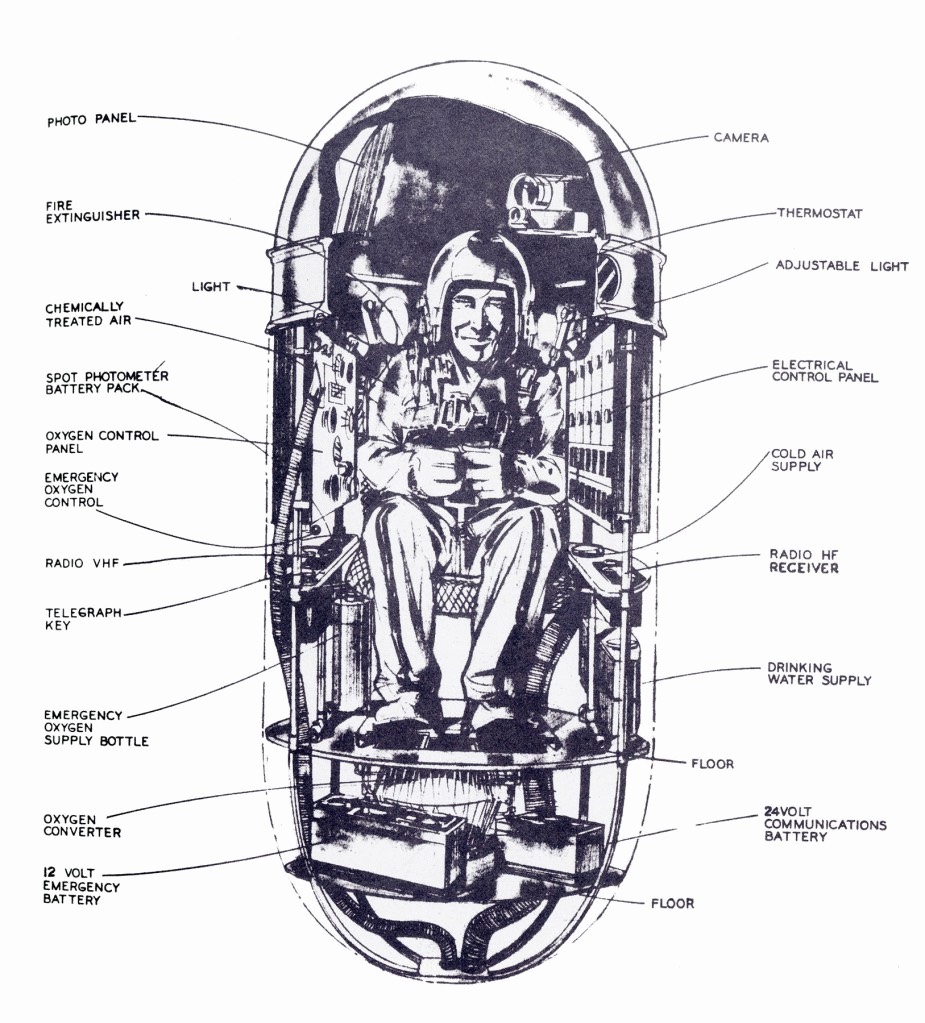 PHOTO PANEL
FIRE
EXTINGUISHER
LIGHT
CHEMICALLY
TREATED AIR
SPOT PHOTOMETER
BATTERY PACK
OXYGEN CONTROL
PANEL
EMERGENCY
OXYGEN
CONTROL
RADIO VHF
TELEGRAPH
KEY
EMERGENCY
OXYGEN
SUPPLY BOTTLE
OXYGEN
CONVERTER
12 VOLT
EMERGENCY
BATTERY
CAMERA
THERMOSTAT
ADJUSTABLE LIGHT
ELECTRICAL
CONTROL PANEL
COLD AIR
SUPPLY
RADIO HF
RECEIVER
DRINKING
WATER SUPPLY
FLOOR
24VOLT
COMMUNICATIONS
BATTERY
FLOOR